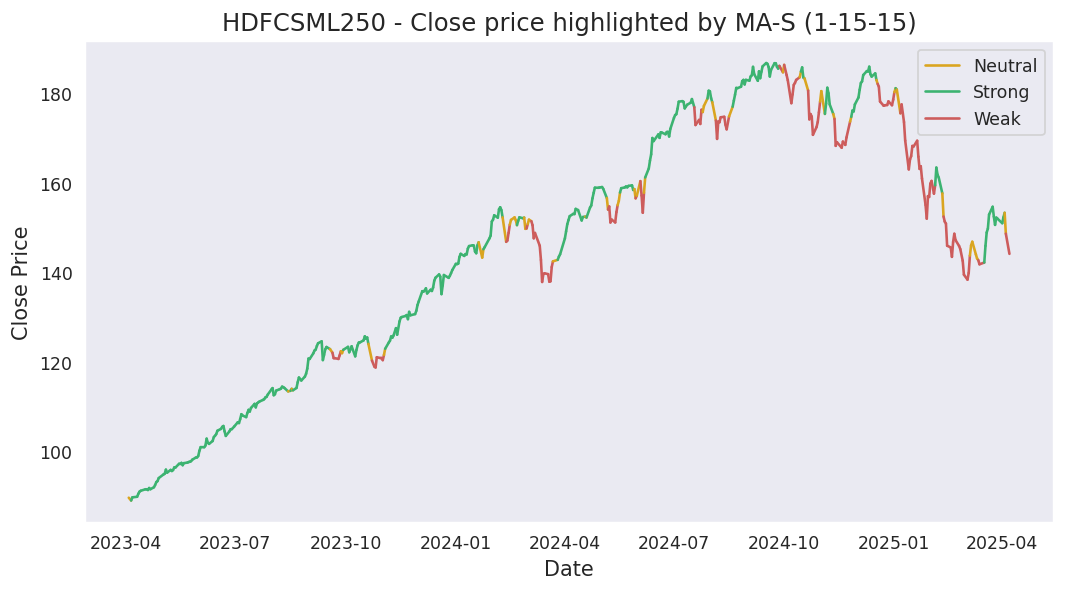 HDFCSML250 - Close price highlighted by MA-S (1-15-15)
Neutral
Strong
Weak
Close Price
180
160
140
120
100
2023-04 2023-07 2023-10 2024-01 2024-04 2024-07 2024-10 2025-01 2025-04
Date